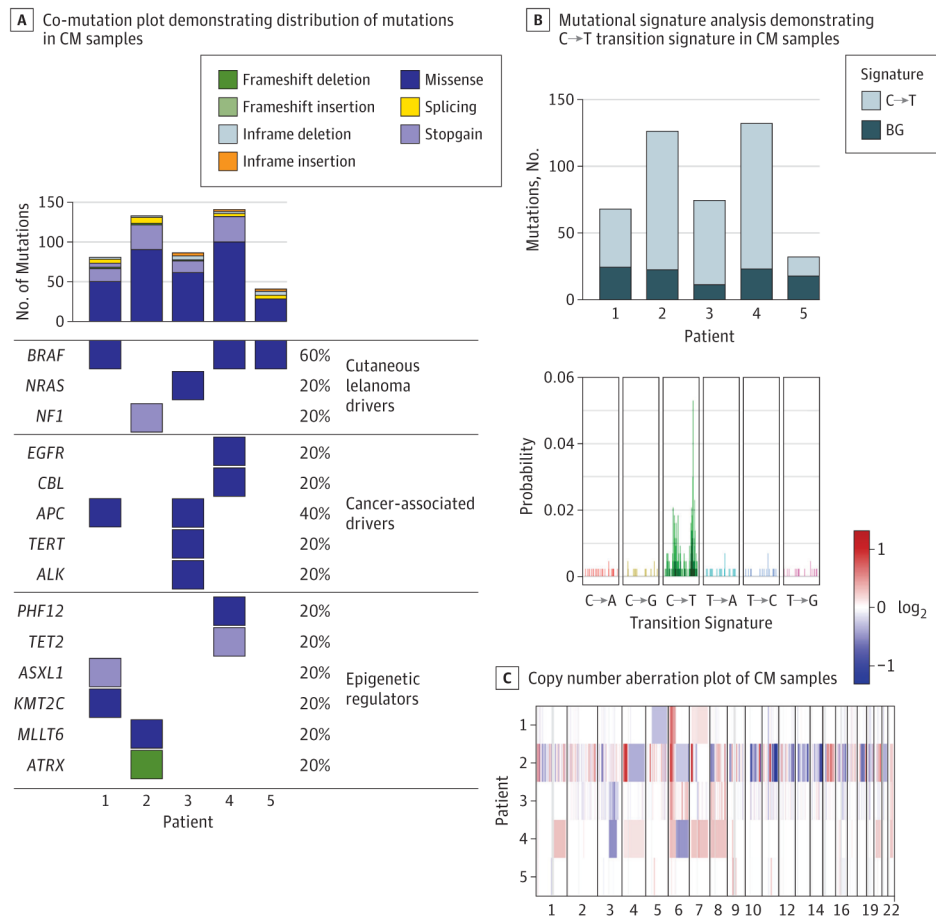 A Co-mutation plot demonstrating distribution of mutations
in CM samples
Frameshift deletion
Frameshift insertion
Inframe deletion
Inframe insertion
Missense
Splicing
Stopgain
No. of Mutations
150
100
50
0
BRAF 60%
NRAS 20%
NF1 20%
Cutaneous
lelanoma
drivers
EGFR 20%
CBL 20%
APC 40%
TERT 20%
ALK 20%
Cancer-associated
drivers
PHF12 20%
TET2 20%
ASXL1 20%
KMT2C 20%
MLLT6 20%
ATRX 20%
Epigenetic
regulators
1 2 3 4 5
Patient
B Mutational signature analysis demonstrating
C→T transition signature in CM samples
Signature
C→T
BG
Mutations, No.
150
100
50
0
1 2 3 4 5
Patient
Probability
0.06
0.04
0.02
0
C→A C→G C→T T→A T→C T→G
Transition Signature
1
0
−1
log2
C Copy number aberration plot of CM samples
Patient
1
2
3
4
5
1 2 3 4 5 6 7 8 9 10 12 14 16 19 22